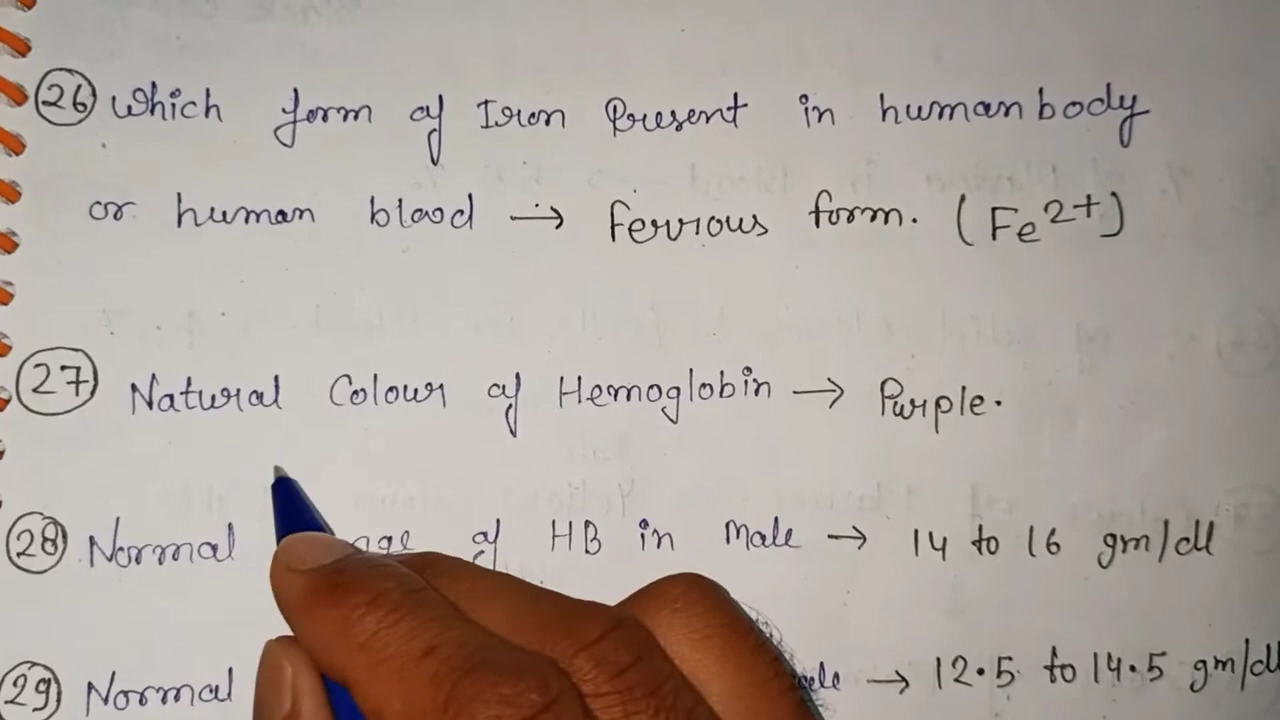 26 Which form of Iron Present in human body
or human blood → Ferrious form. (Fe2+)
27 Natural Colour of Hemoglobin → Purple.
28 Normal of HB in Male → 14 to 16 gm/dl
29 Normal → 12.5 to 14.5 gm/dl